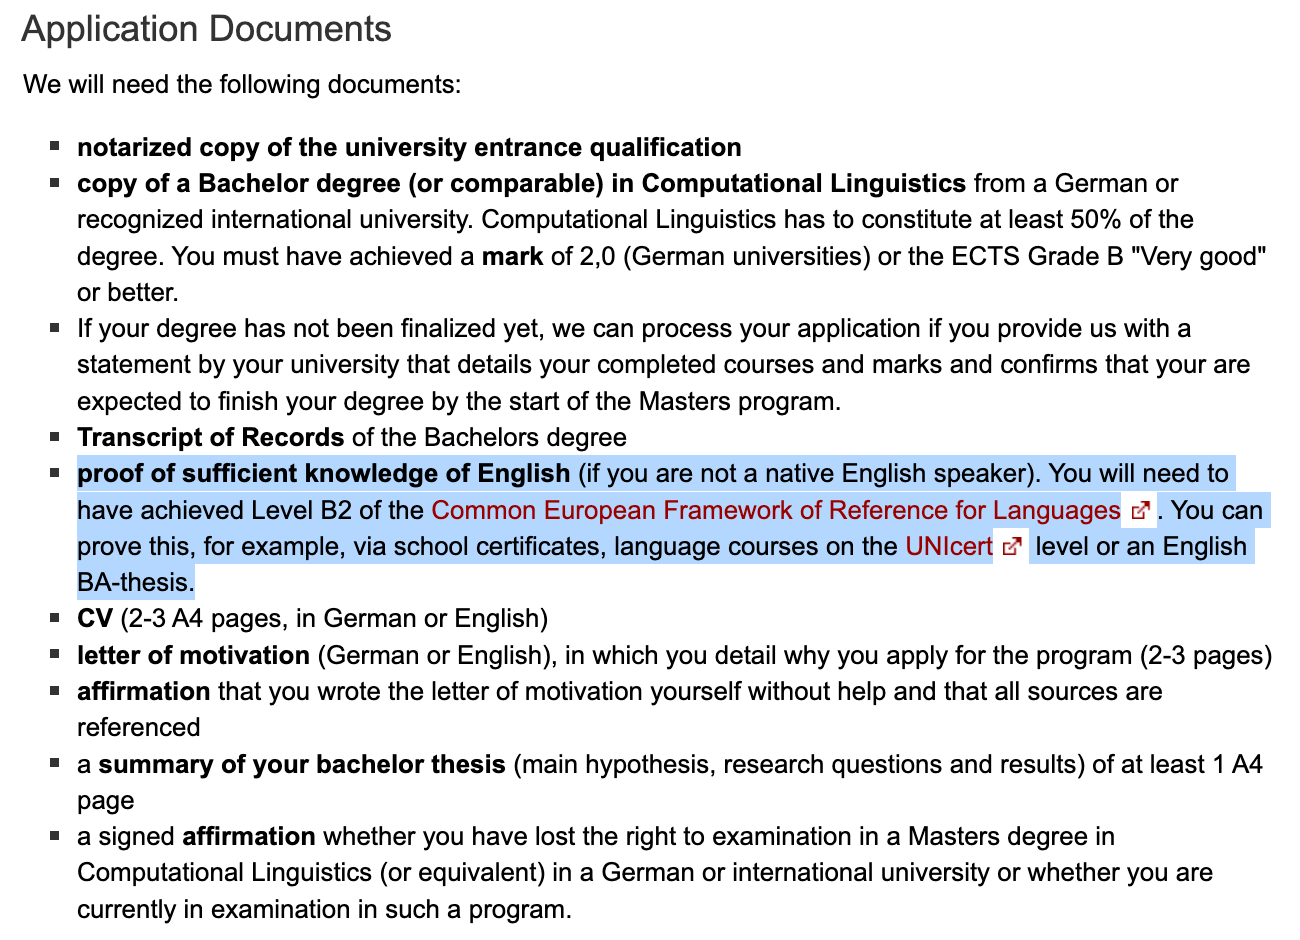 Application Documents
We will need the following documents:
▪ notarized copy of the university entrance qualification
▪ copy of a Bachelor degree (or comparable) in Computational Linguistics from a German or
recognized international university. Computational Linguistics has to constitute at least 50% of the
degree. You must have achieved a mark of 2,0 (German universities) or the ECTS Grade B "Very good"
or better.
▪ If your degree has not been finalized yet, we can process your application if you provide us with a
statement by your university that details your completed courses and marks and confirms that your are
expected to finish your degree by the start of the Masters program.
▪ Transcript of Records of the Bachelors degree
▪ proof of sufficient knowledge of English (if you are not a native English speaker). You will need to
have achieved Level B2 of the Common European Framework of Reference for Languages . You can
prove this, for example, via school certificates, language courses on the UNIcert level or an English
BA-thesis.
▪ CV (2-3 A4 pages, in German or English)
▪ letter of motivation (German or English), in which you detail why you apply for the program (2-3 pages)
▪ affirmation that you wrote the letter of motivation yourself without help and that all sources are
referenced
▪ a summary of your bachelor thesis (main hypothesis, research questions and results) of at least 1 A4
page
▪ a signed affirmation whether you have lost the right to examination in a Masters degree in
Computational Linguistics (or equivalent) in a German or international university or whether you are
currently in examination in such a program.